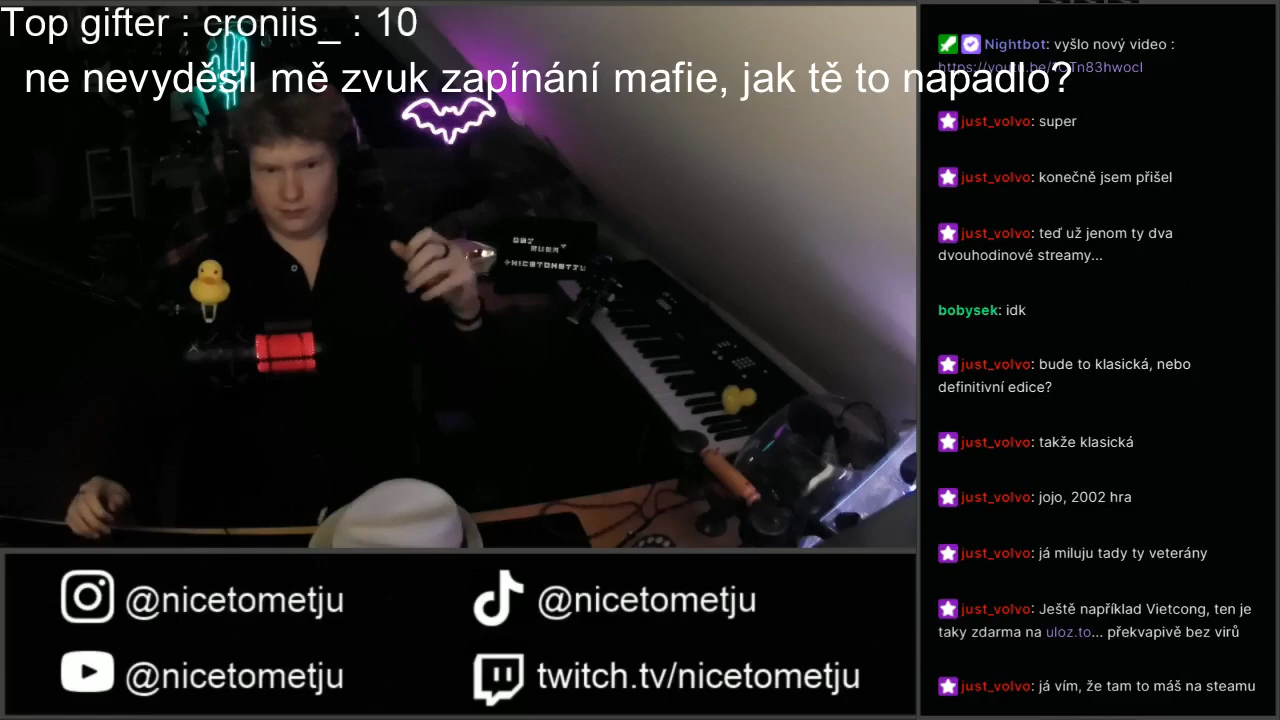 Top gifter : croniis_ : 10
ne nevyděsil mě zvuk zapínání mafie, jak tě to napadlo?
@nicetometju
@nicetometju
@nicetometju
twitch.tv/nicetometju
+NICETOMETJU
Nightbot: vyšlo nový video :
just_volvo: super
just_volvo: konečně jsem přišel
just_volvo: teď už jenom ty dva
dvouhodinové streamy...
bobysek: idk
just_volvo: bude to klasická, nebo
definitivní edice?
just_volvo: takže klasická
just_volvo: jojo, 2002 hra
just_volvo: já miluju tady ty veterány
just_volvo: Ještě například Vietcong, ten je
taky zdarma na uloz.to... překvapivě bez virů
just_volvo: já vím, že tam to máš na steamu